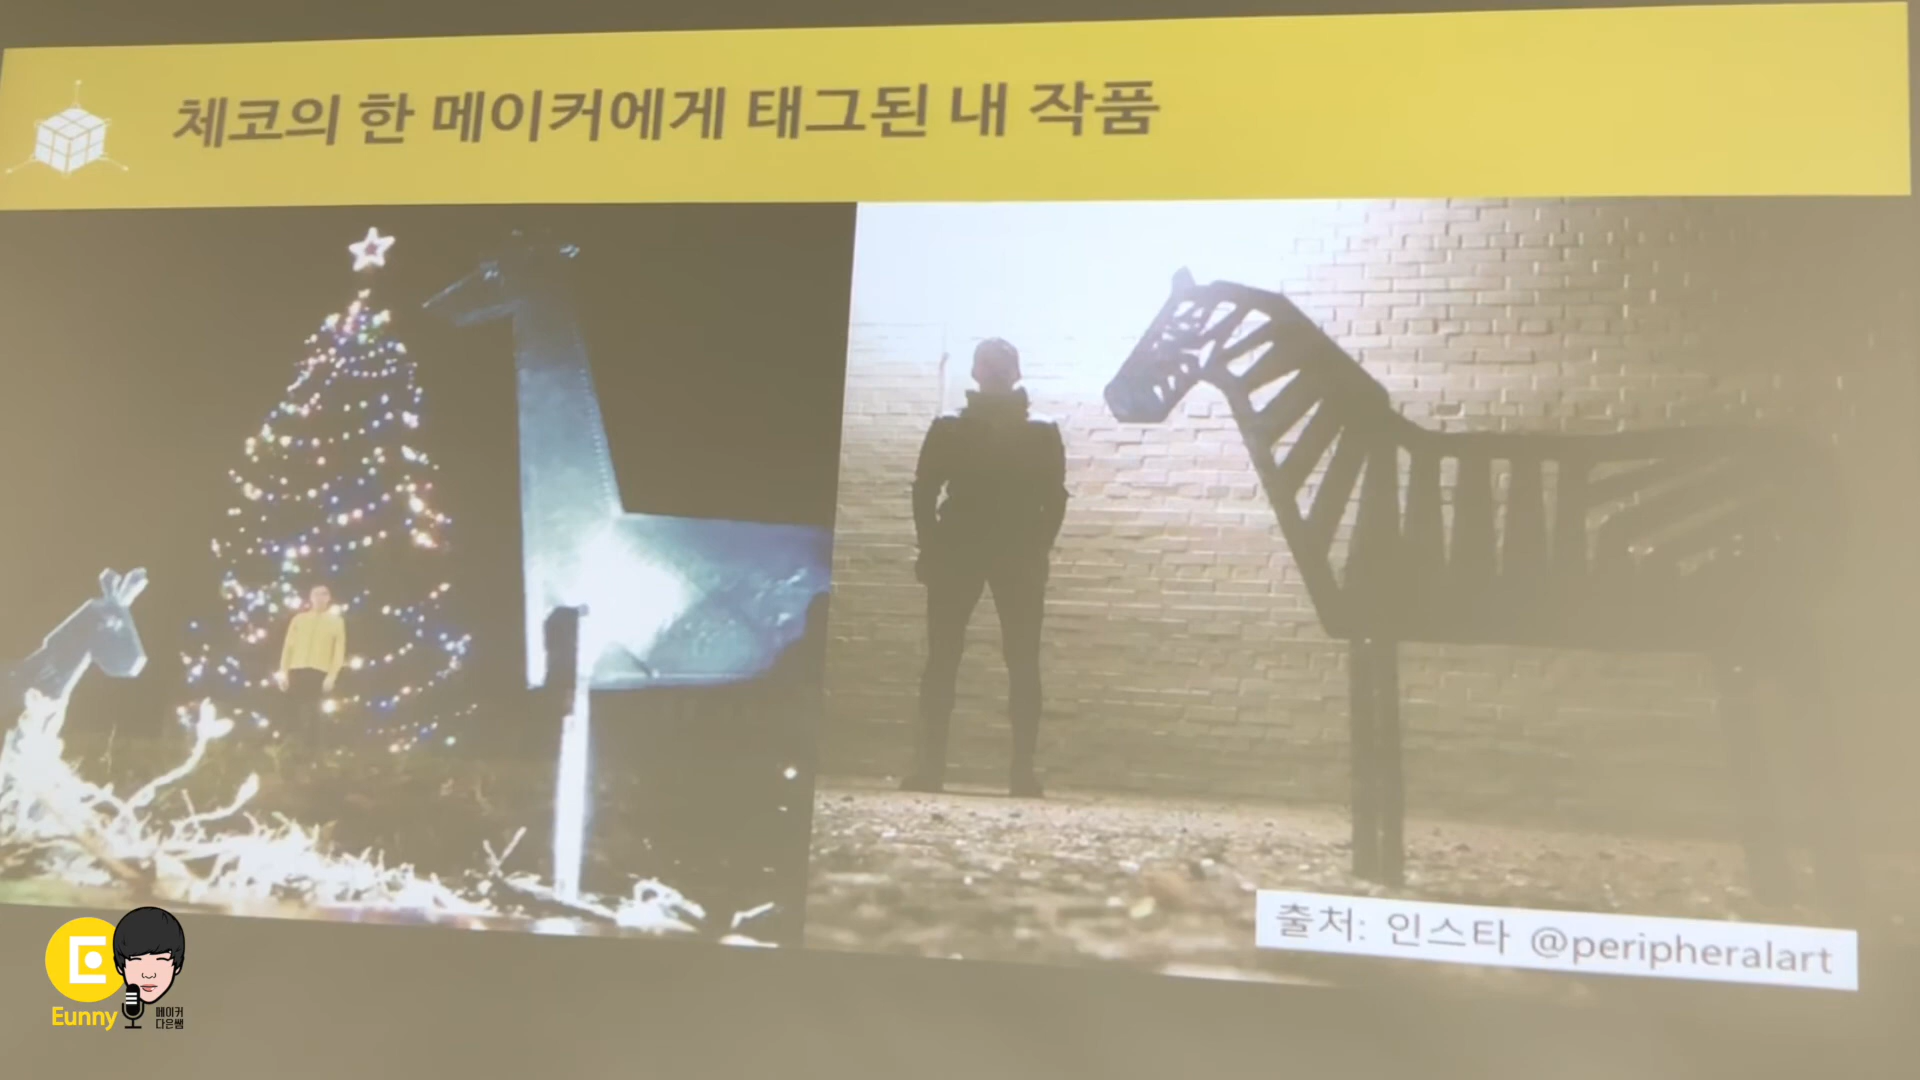 체코의 한 메이커에게 태그된 내 작품
출처: 인스타 @peripheralart
Eunny
메이커
다은쌤